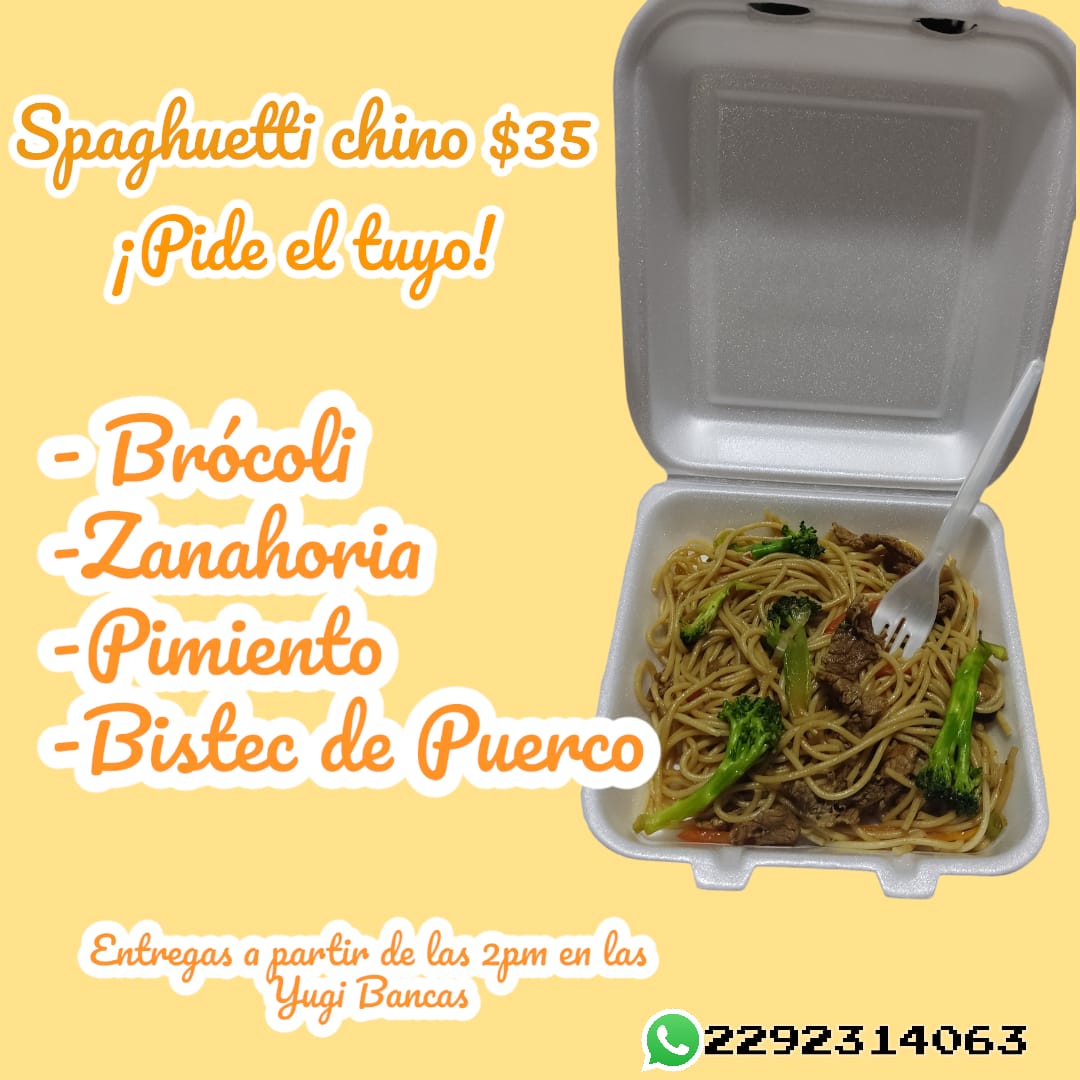 Spaghuetti chino $35
¡Pide el tuyo!
- Brócoli
-Zanahoria
-Pimiento
-Bistec de Puerco
Entregas a partir de las 2pm en las
Yugi Bancas
2292314063